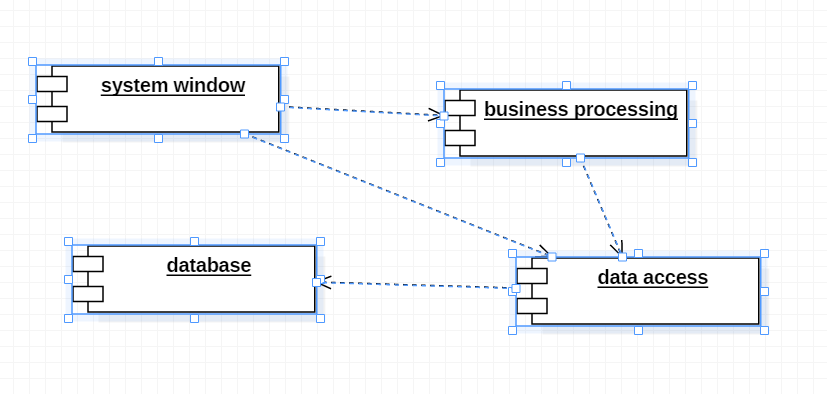 system window
business processing
database
data access